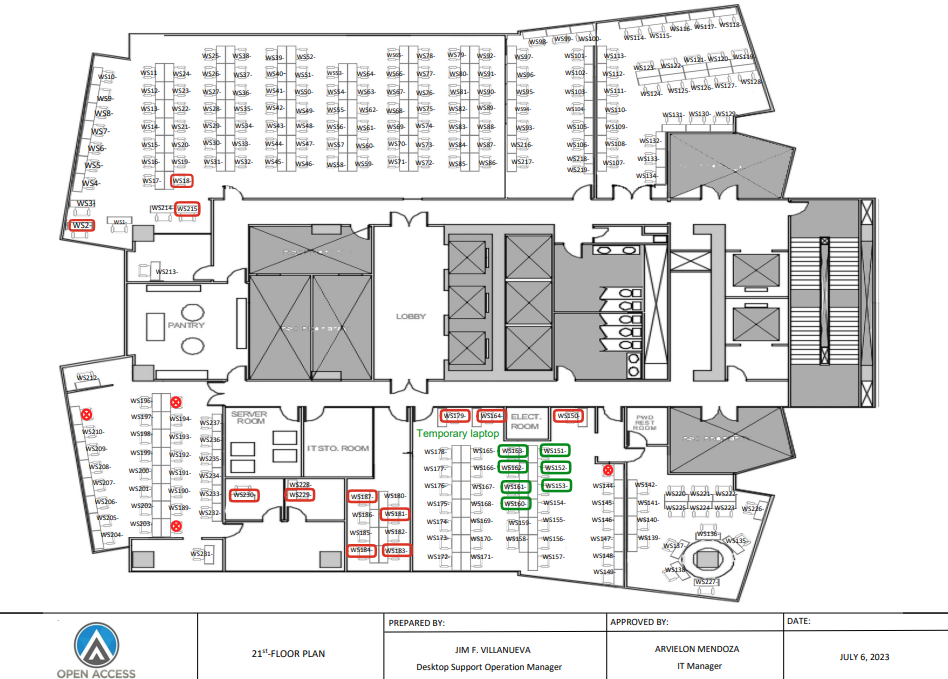 WS118-
WS117-
WS116-
WS115-
WS114-
WS98-
WS99-
WS100-
WS25-
WS38-
WS39-
WS52-
WS78-
WS79-
WS92-
WS97-
WS101-
WS113-
WS123-
WS122-
WS121-
WS120-
WS119-
WS10-
WS11
WS24-
WS26-
WS37-
WS40-
WS51-
WS64-
WS66-
WS77-
WS80-
WS91-
WS96-
WS102-
WS112-
WS124-
WS125-
WS126-
WS127-
WS128-
WS9-
WS12-
WS23-
WS27-
WS36-
WS41-
WS54-
WS63-
WS67-
WS76-
WS81-
WS90-
WS95-
WS103-
WS111-
WS8-
WS13-
WS22-
WS28-
WS35-
WS42-
WS49-
WS55-
WS62-
WS68-
WS75-
WS82-
WS89-
WS94-
WS110-
WS131-
WS130-
WS129-
WS7-
WS14-
WS21-
WS29-
WS34-
WS43-
WS48-
WS56-
WS61-
WS69-
WS74-
WS83-
WS88-
WS93-
WS105-
WS109-
WS6-
WS15-
WS20-
WS30-
WS33-
WS44-
WS47-
WS57-
WS60-
WS70-
WS73-
WS84-
WS87-
WS216-
WS106-
WS108-
WS132-
WS5-
WS16-
WS19-
WS31-
WS32-
WS45-
WS46-
WS58-
WS59-
WS71-
WS72-
WS85-
WS86-
WS217-
WS218-
WS107-
WS133-
WS4-
WS17-
WS18-
WS219-
WS134-
WS3-
WS214-
WS215
WS2-
WS1-
WS213-
PANTRY
LOBBY
WS212-
WS196-
WS197-
WS194-
WS237-
SERVER
ROOM
IT STO. ROOM
WS179-
WS164-
ELECT.
ROOM
WS150-
PWD
REST
ROOM
Temporary laptop
WS210-
WS198-
WS193-
WS236-
WS209-
WS199-
WS192-
WS235-
WS178-
WS165-
WS163-
WS151-
WS208-
WS200-
WS191-
WS234-
WS177-
WS166-
WS162-
WS152-
WS207-
WS201-
WS190-
WS233-
WS230-
WS228-
WS229-
WS187-
WS180-
WS176-
WS167-
WS161-
WS153-
WS144-
WS142-
WS220-
WS221-
WS222-
WS206-
WS202-
WS189-
WS232-
WS186-
WS181-
WS175-
WS168-
WS160-
WS154-
WS145-
WS141-
WS225-
WS224-
WS223-
WS226-
WS205-
WS203-
WS185-
WS182-
WS174-
WS169-
WS159-
WS155-
WS146-
WS140-
WS204-
WS173-
WS170-
WS158-
WS156-
WS147-
WS139-
WS136-
WS135-
WS137-
WS231-
WS184-
WS183-
WS172-
WS171-
WS157-
WS148-
WS149-
WS138-
WS227-
OPEN ACCESS
21st-FLOOR PLAN
PREPARED BY:
JIM F. VILLANUEVA
Desktop Support Operation Manager
APPROVED BY:
ARVIELON MENDOZA
IT Manager
DATE:
JULY 6, 2023